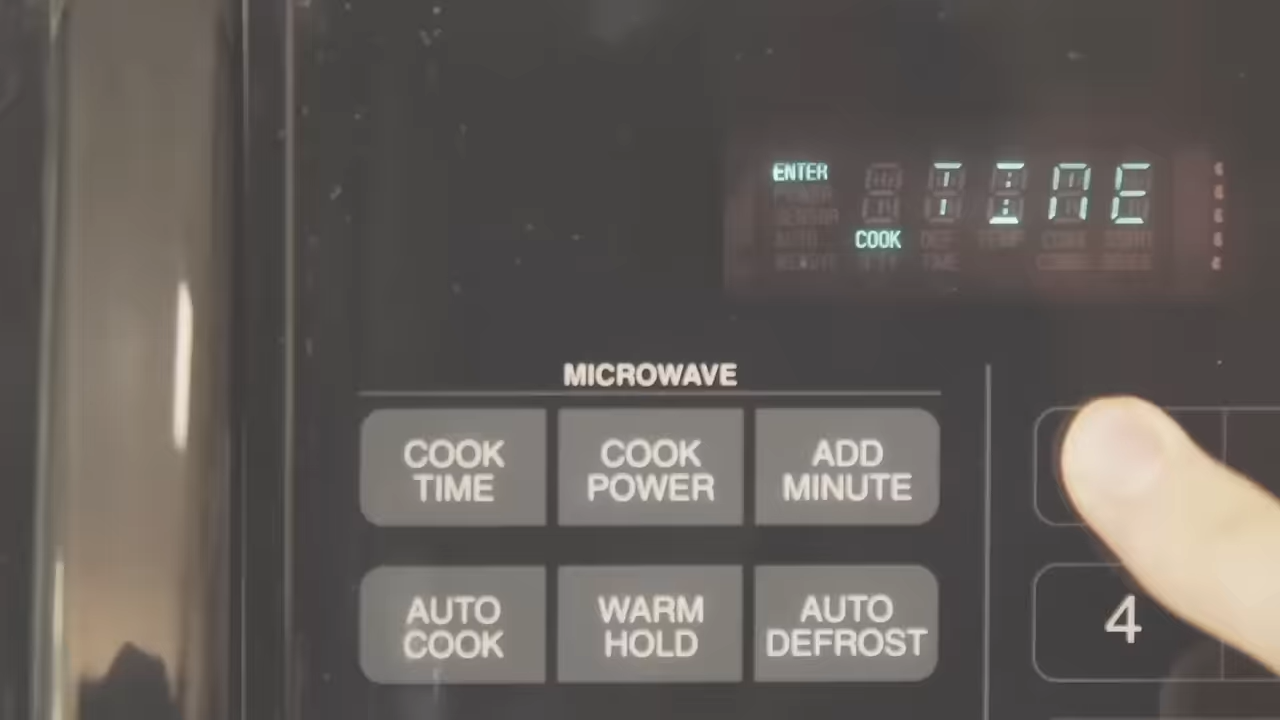 ENTER
TIME
COOK
MICROWAVE
COOK
TIME
COOK
POWER
ADD
MINUTE
AUTO
COOK
WARM
HOLD
AUTO
DEFROST
4